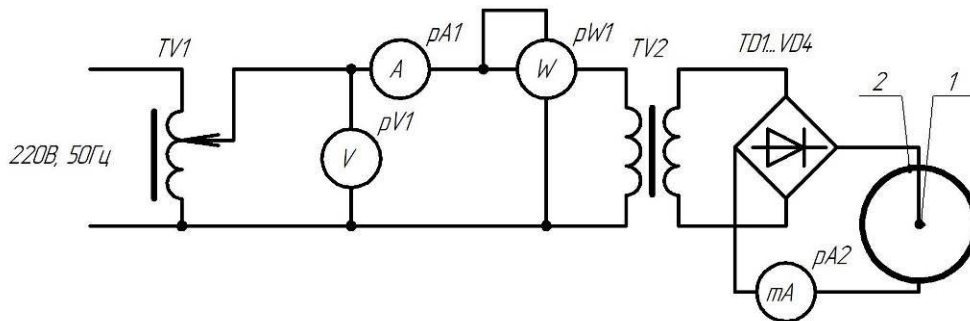 TV1
pA1
pW1
TV2
TD1...VD4
A
W
2
1
pV1
V
220В, 50Гц
pA2
mA